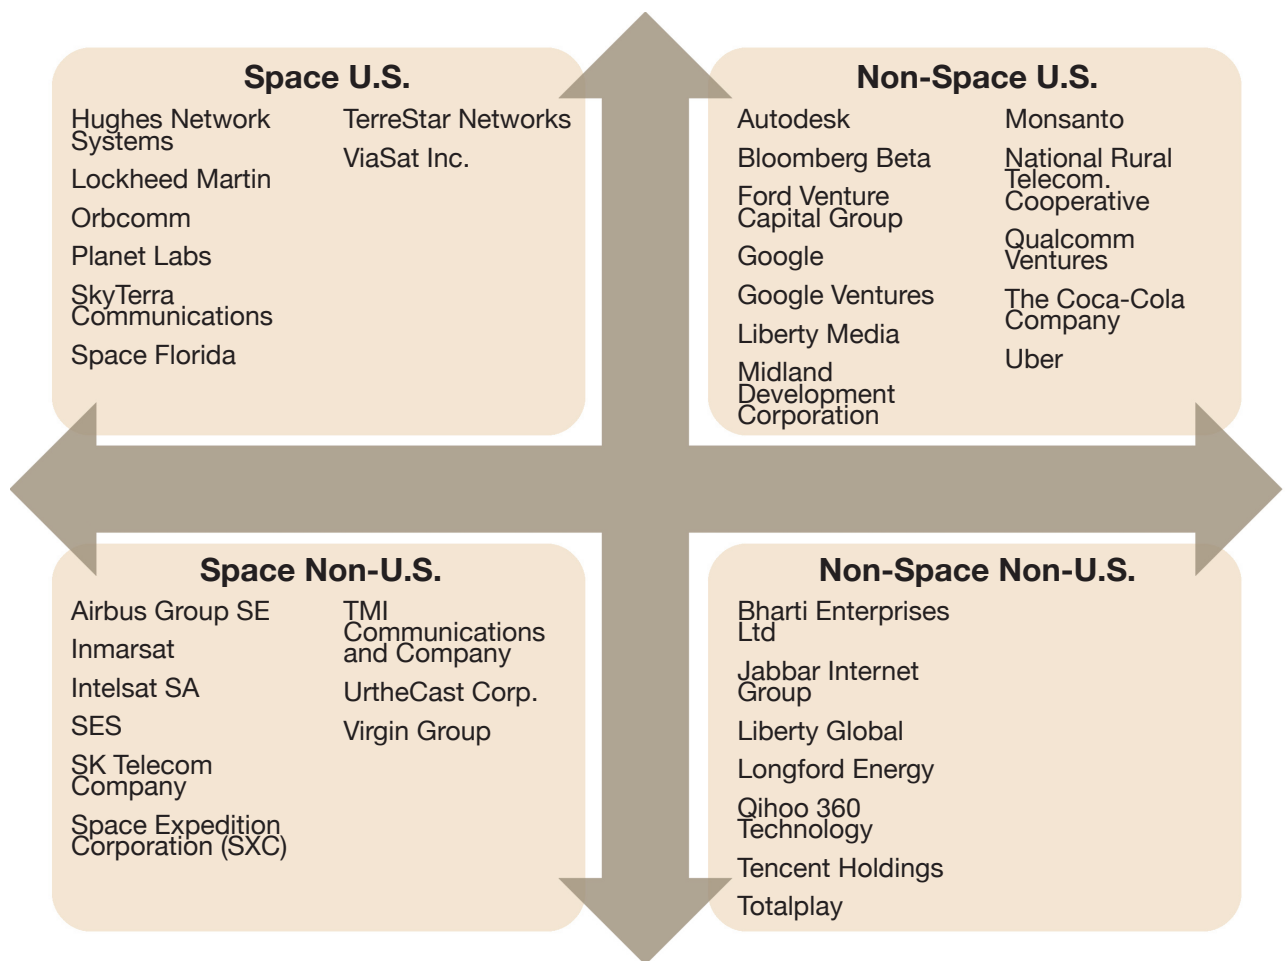 Space U.S.
Hughes Network
Systems
Lockheed Martin
Orbcomm
Planet Labs
SkyTerra
Communications
Space Florida
TerreStar Networks
ViaSat Inc.
Non-Space U.S.
Autodesk
Bloomberg Beta
Ford Venture
Capital Group
Google
Google Ventures
Liberty Media
Midland
Development
Corporation
Monsanto
National Rural
Telecom.
Cooperative
Qualcomm
Ventures
The Coca-Cola
Company
Uber
Space Non-U.S.
Airbus Group SE
Inmarsat
Intelsat SA
SES
SK Telecom
Company
Space Expedition
Corporation (SXC)
TMI
Communications
and Company
UrtheCast Corp.
Virgin Group
Non-Space Non-U.S.
Bharti Enterprises
Ltd
Jabbar Internet
Group
Liberty Global
Longford Energy
Qihoo 360
Technology
Tencent Holdings
Totalplay